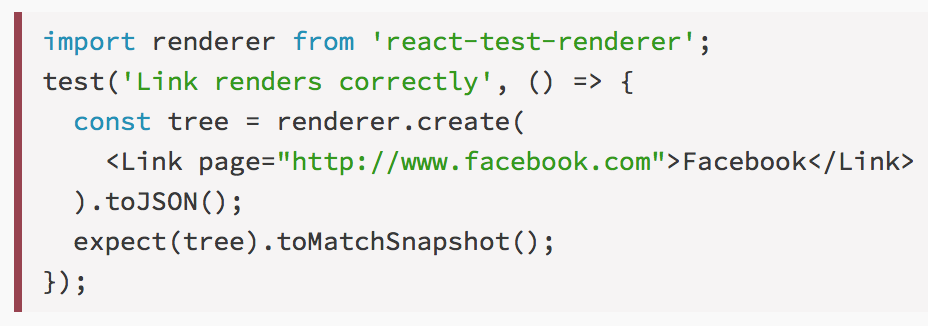 import renderer from 'react-test-renderer';
test('Link renders correctly', () => {
  const tree = renderer.create(
    <Link page="http://www.facebook.com">Facebook</Link>
  ).toJSON();
  expect(tree).toMatchSnapshot();
});